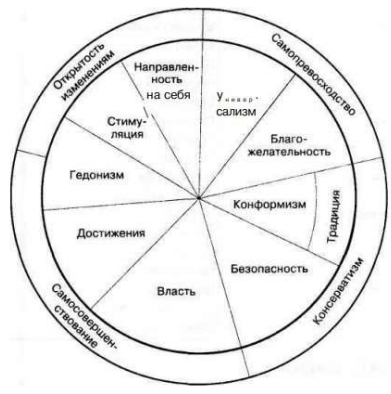 Открытость
изменениям
Самопревосходство
Направлен-
ность
на себя
Универ-
сализм
Стиму-
ляция
Благо-
желательность
Гедонизм
Конформизм
Традиция
Достижения
Безопасность
Власть
Самосовершен-
ствование
Консерватизм